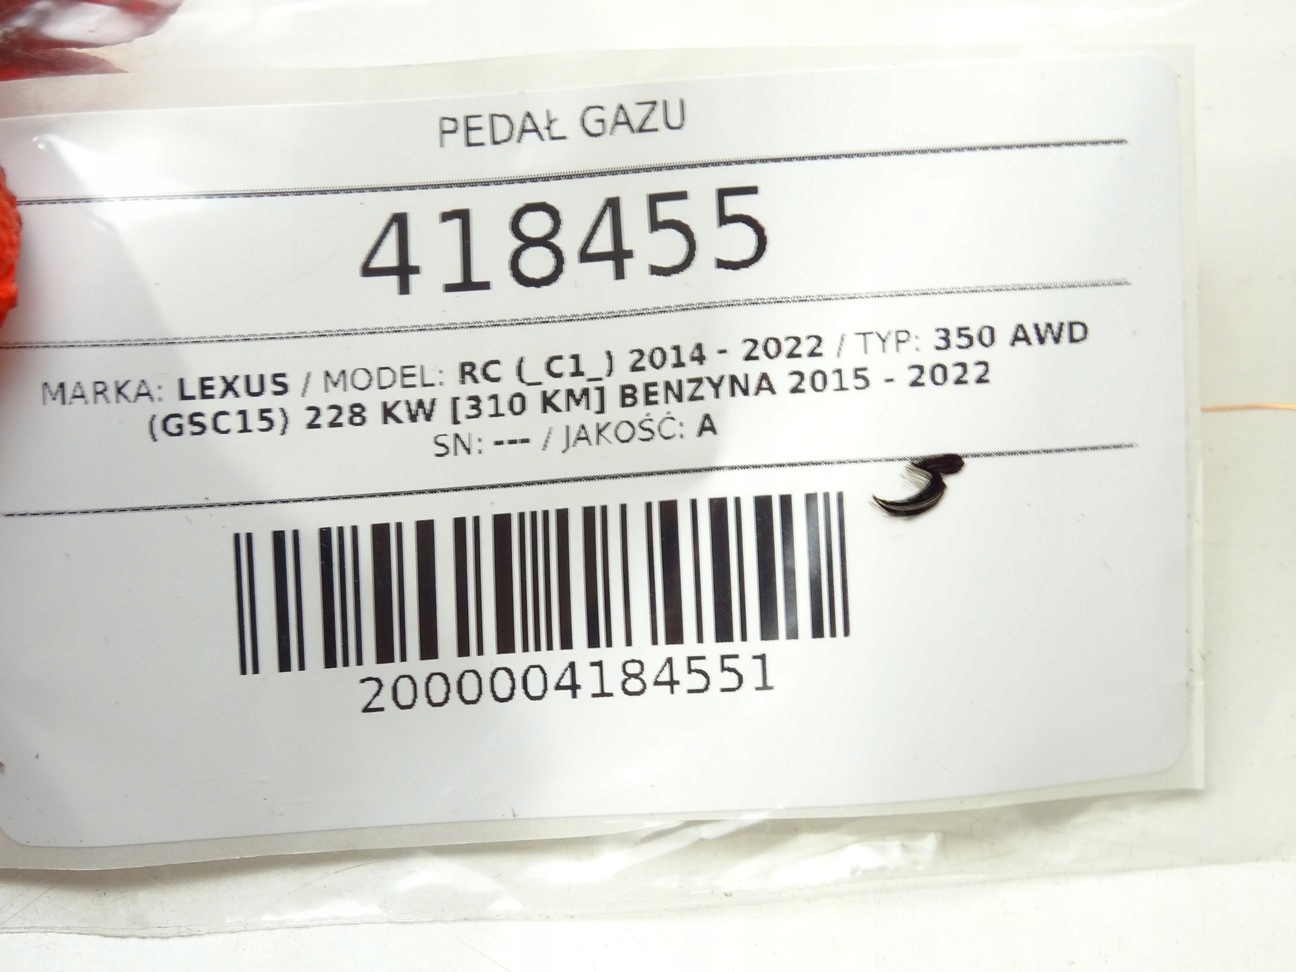 PEDAŁ GAZU
418455
MARKA: LEXUS / MODEL: RC (_C1_) 2014 - 2022 / TYP: 350 AWD
(GSC15) 228 KW [310 KM] BENZYNA 2015 - 2022
SN: --- / JAKOŚĆ: A
2000004184551